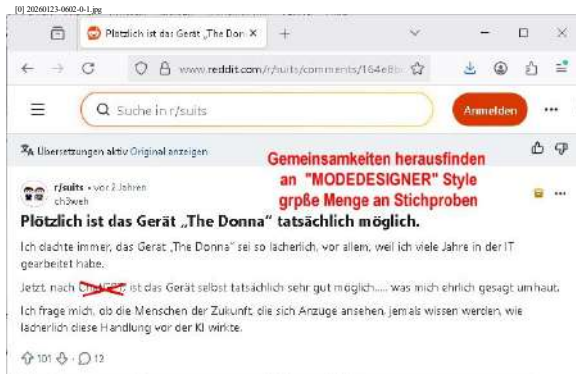 [0] 20260123-0602-0-1.jpg
Plötzlich ist das Gerät „The Don
www.reddit.com/r/suits/comments/164e8b
Suche in r/suits
Anmelden
Übersetzungen aktiv Original anzeigen
Gemeinsamkeiten herausfinden
an "MODEDESIGNER" Style
grpße Menge an Stichproben
r/suits • vor 2 Jahren
ch3weh
Plötzlich ist das Gerät „The Donna“ tatsächlich möglich.
Ich dachte immer, das Gerät „The Donna“ sei so lächerlich, vor allem, weil ich viele Jahre in der IT
gearbeitet habe.
Jetzt, nach ChatGPT, ist das Gerät selbst tatsächlich sehr gut möglich..... was mich ehrlich gesagt umhaut.
Ich frage mich, ob die Menschen der Zukunft, die sich Anzüge ansehen, jemals wissen werden, wie
lächerlich diese Handlung vor der KI wirkte.
101
12